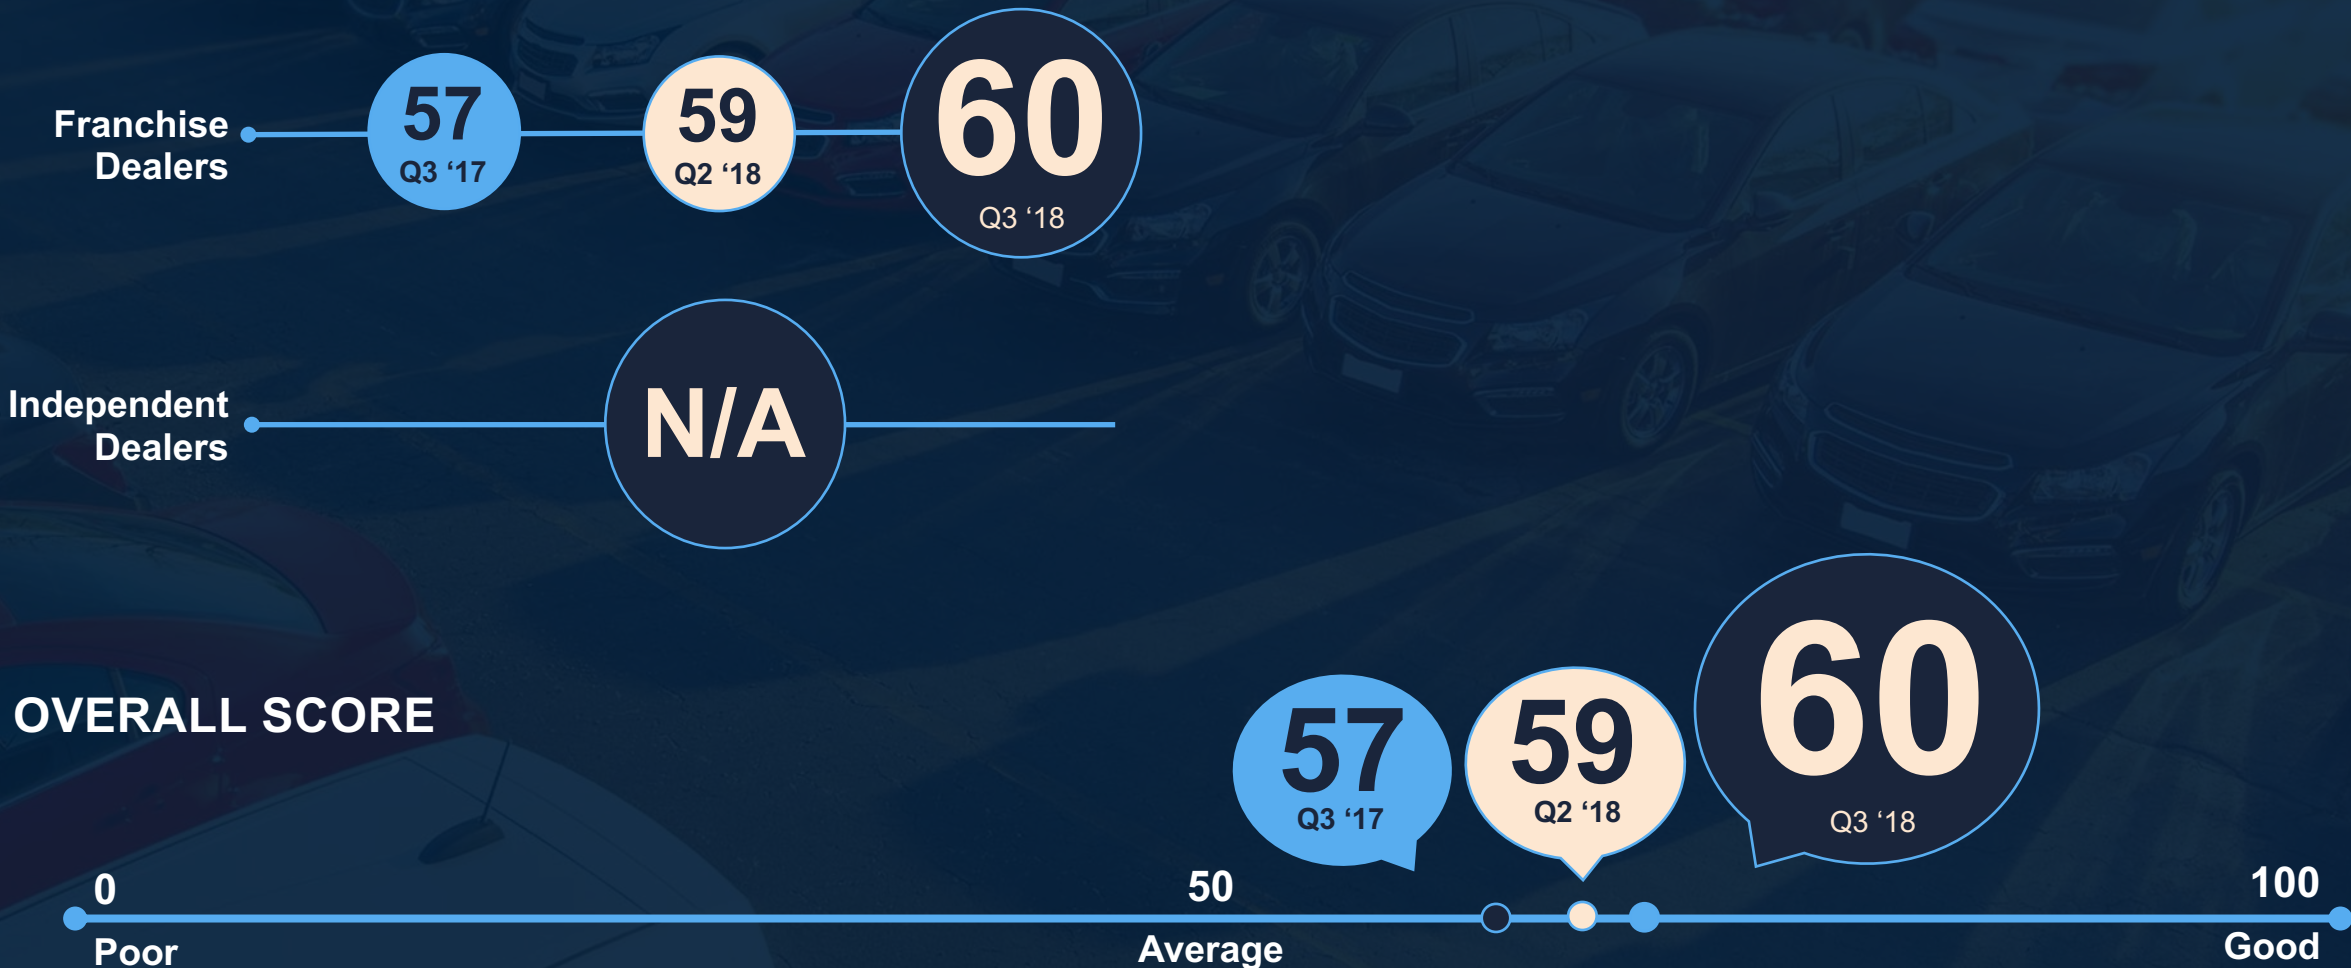 Franchise
Dealers
57
Q3 ‘17
59
Q2 ‘18
60
Q3 ‘18
Independent
Dealers
N/A
OVERALL SCORE
57
Q3 ‘17
59
Q2 ‘18
60
Q3 ‘18
0
50
100
Poor
Average
Good